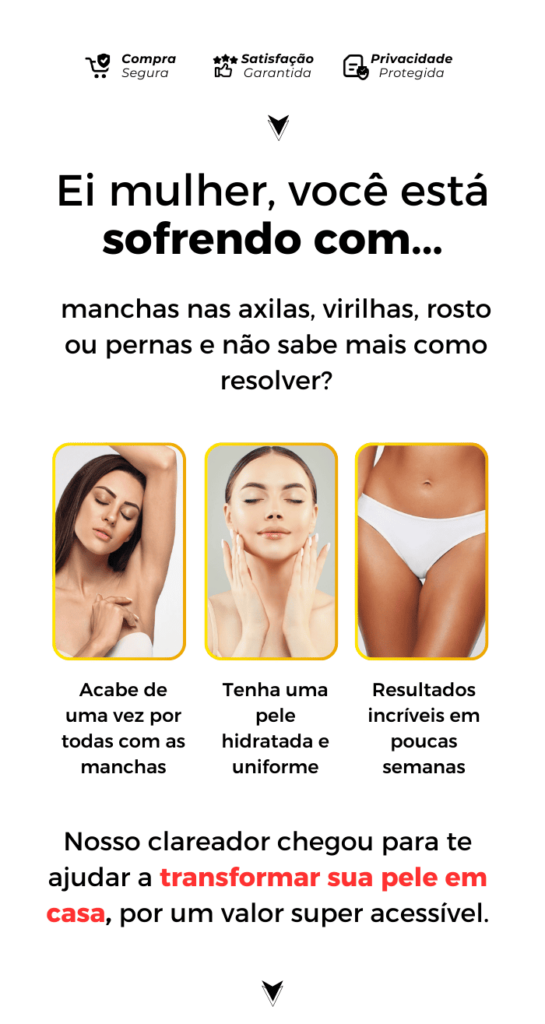 Compra
Segura
Satisfação
Garantida
Privacidade
Protegida
Ei mulher, você está
sofrendo com...
manchas nas axilas, virilhas, rosto
ou pernas e não sabe mais como
resolver?
Acabe de
uma vez por
todas com as
manchas
Tenha uma
pele
hidratada e
uniforme
Resultados
incríveis em
poucas
semanas
Nosso clareador chegou para te
ajudar a transformar sua pele em
casa, por um valor super acessível.